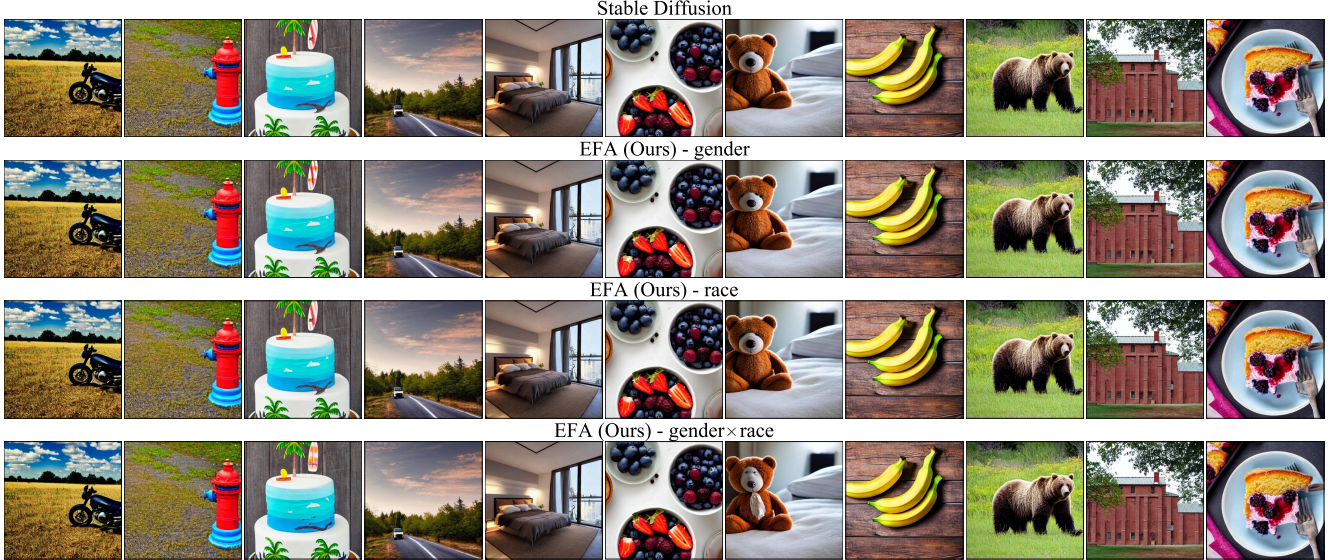 Stable Diffusion
EFA (Ours) - gender
EFA (Ours) - race
EFA (Ours) - gender×race